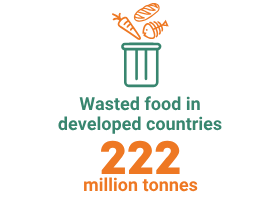 Wasted food in
developed countries
222
million tonnes